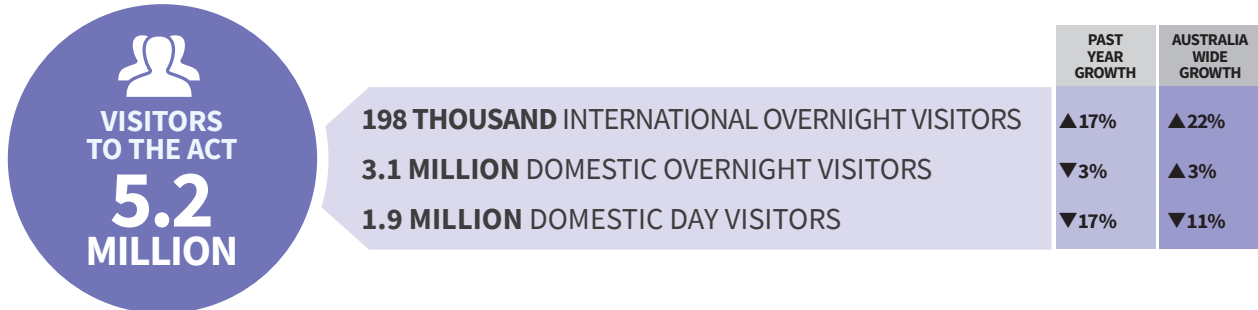 VISITORS
TO THE ACT
5.2
MILLION
PAST
YEAR
GROWTH
AUSTRALIA
WIDE
GROWTH
198 THOUSAND INTERNATIONAL OVERNIGHT VISITORS ▲17% ▲22%
3.1 MILLION DOMESTIC OVERNIGHT VISITORS ▼3% ▲3%
1.9 MILLION DOMESTIC DAY VISITORS ▼17% ▼11%